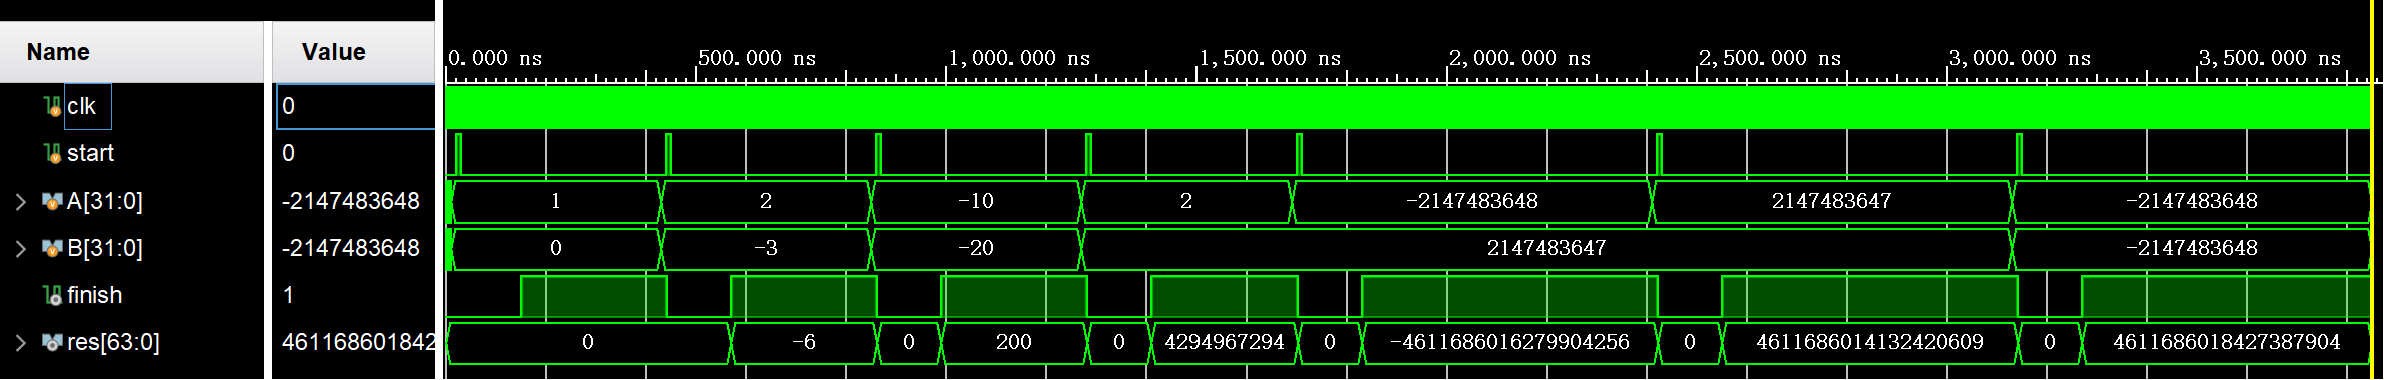 Name Value 0.000 ns 500.000 ns 1,000.000 ns 1,500.000 ns 2,000.000 ns 2,500.000 ns 3,000.000 ns 3,500.000 ns
clk 0
start 0
A[31:0] -2147483648 1 2 -10 2 -2147483648 2147483647 -2147483648
B[31:0] -2147483648 0 -3 -20 2147483647 -2147483648
finish 1
res[63:0] 461168601842 0 -6 0 200 0 4294967294 0 -4611686016279904256 0 4611686014132420609 0 4611686018427387904